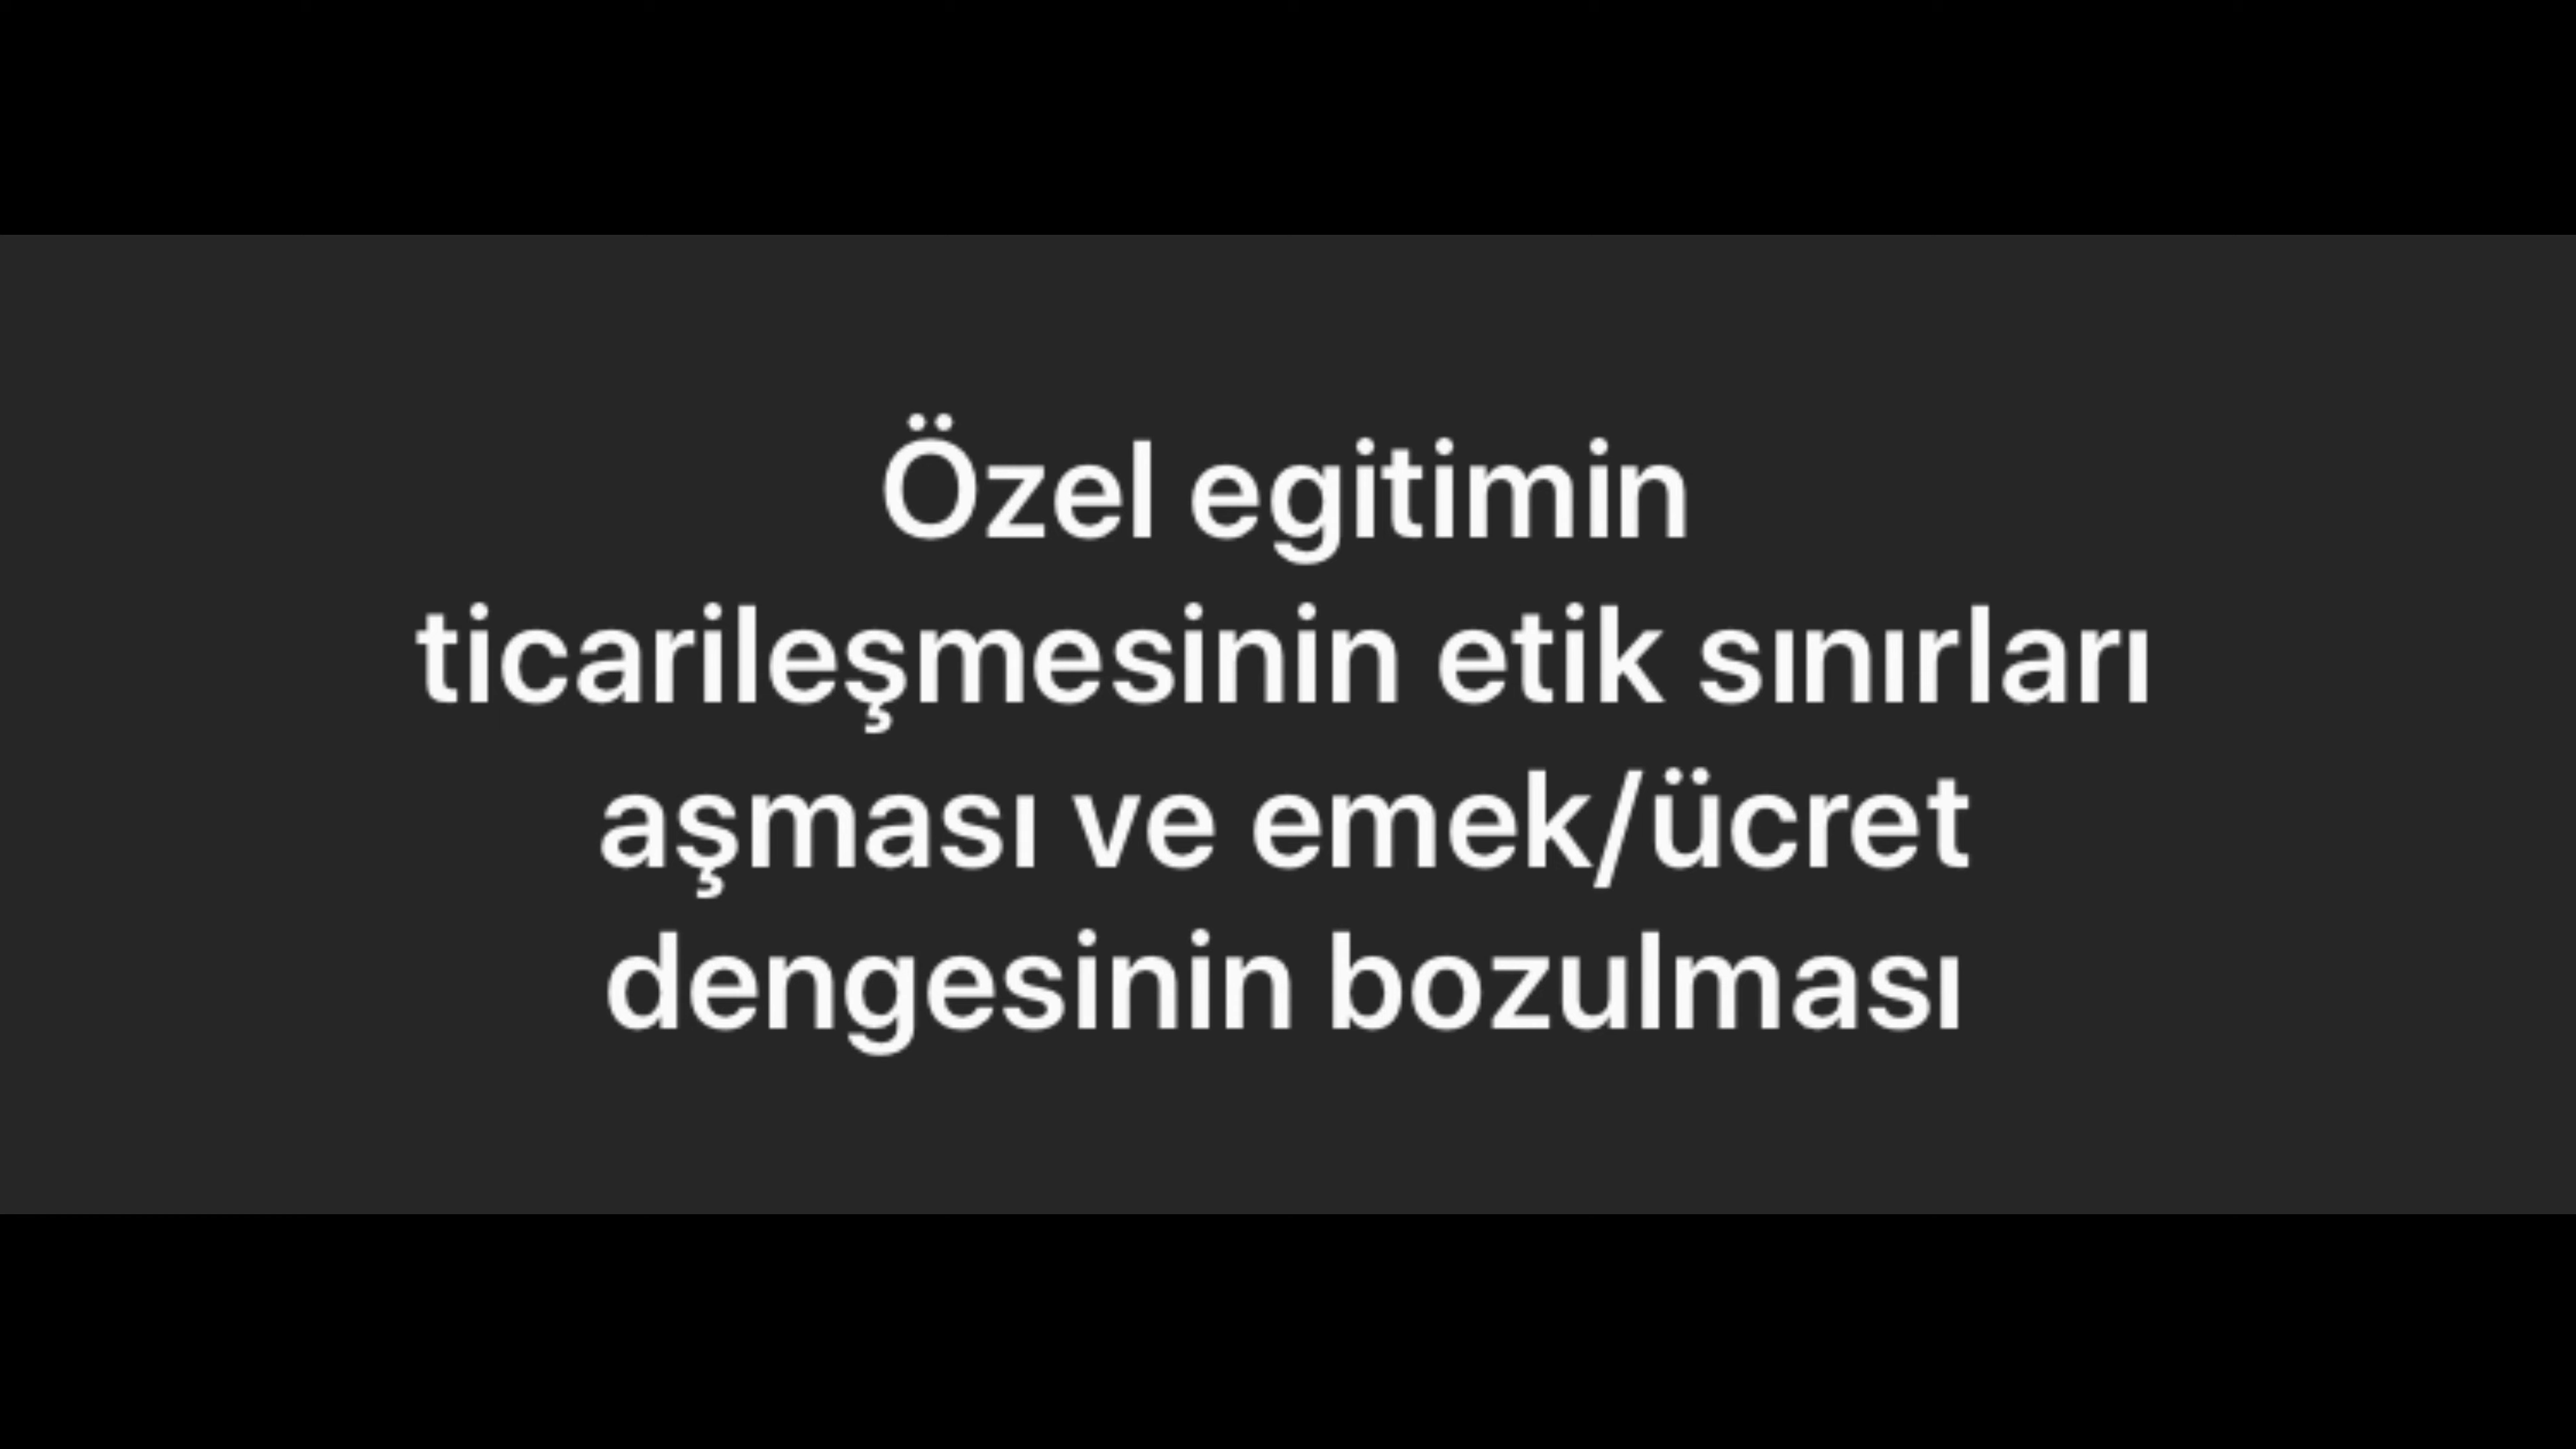 Özel egitimin
ticarileşmesinin etik sınırları
aşması ve emek/ücret
dengesinin bozulması